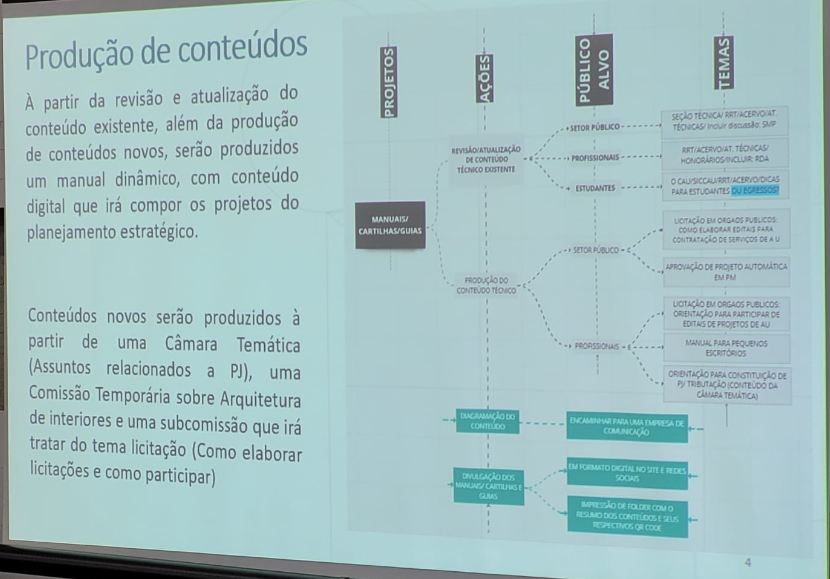 Produção de conteúdos
À partir da revisão e atualização do
conteúdo existente, além da produção
de conteúdos novos, serão produzidos
um manual dinâmico, com conteúdo
digital que irá compor os projetos do
planejamento estratégico.
Conteúdos novos serão produzidos à
partir de uma Câmara Temática
(Assuntos relacionados a PJ), uma
Comissão Temporária sobre Arquitetura
de interiores e uma subcomissão que irá
tratar do tema licitação (Como elaborar
licitações e como participar)
PROJETOS
AÇÕES
PÚBLICO
ALVO
TEMAS
MANUAIS/
CARTILHAS/GUIAS
REVISÃO/ATUALIZAÇÃO
DE CONTEÚDO
TÉCNICO EXISTENTE
SETOR PÚBLICO
PROFISSIONAIS
ESTUDANTES
SEÇÃO TÉCNICA/ RRT/ACERVO/AT.
TÉCNICAS/ Incluir discussão: SMP
RRT/ACERVO/AT. TÉCNICAS/
HONORÁRIOS/INCLUIR: RDA
O CAU/SICCAU/RRT/ACERVO/DICAS
PARA ESTUDANTES OU EGRESSOS?
PRODUÇÃO DO
CONTEÚDO TÉCNICO
SETOR PÚBLICO
PROFISSIONAIS
LICITAÇÃO EM ORGAOS PUBLICOS:
COMO ELABORAR EDITAIS PARA
CONTRATAÇÃO DE SERVIÇOS DE A U
APROVAÇÃO DE PROJETO AUTOMÁTICA
EM PM
LICITAÇÃO EM ORGAOS PUBLICOS:
ORIENTAÇÃO PARA PARTICIPAR DE
EDITAIS DE PROJETOS DE AU
MANUAL PARA PEQUENOS
ESCRITÓRIOS
ORIENTAÇÃO PARA CONSTITUIÇÃO DE
PJ/ TRIBUTAÇÃO (CONTEÚDO DA
CÂMARA TEMÁTICA)
DIAGRAMAÇÃO DO
CONTEÚDO
ENCAMINHAR PARA UMA EMPRESA DE
COMUNICAÇÃO
DIVULGAÇÃO DOS
MANUAIS/ CARTILHAS E
GUIAS
EM FORMATO DIGITAL NO SITE E REDES
SOCIAIS
IMPRESSÃO DE FOLDER COM O
RESUMO DOS CONTEÚDOS E SEUS
RESPECTIVOS QR CODE
4